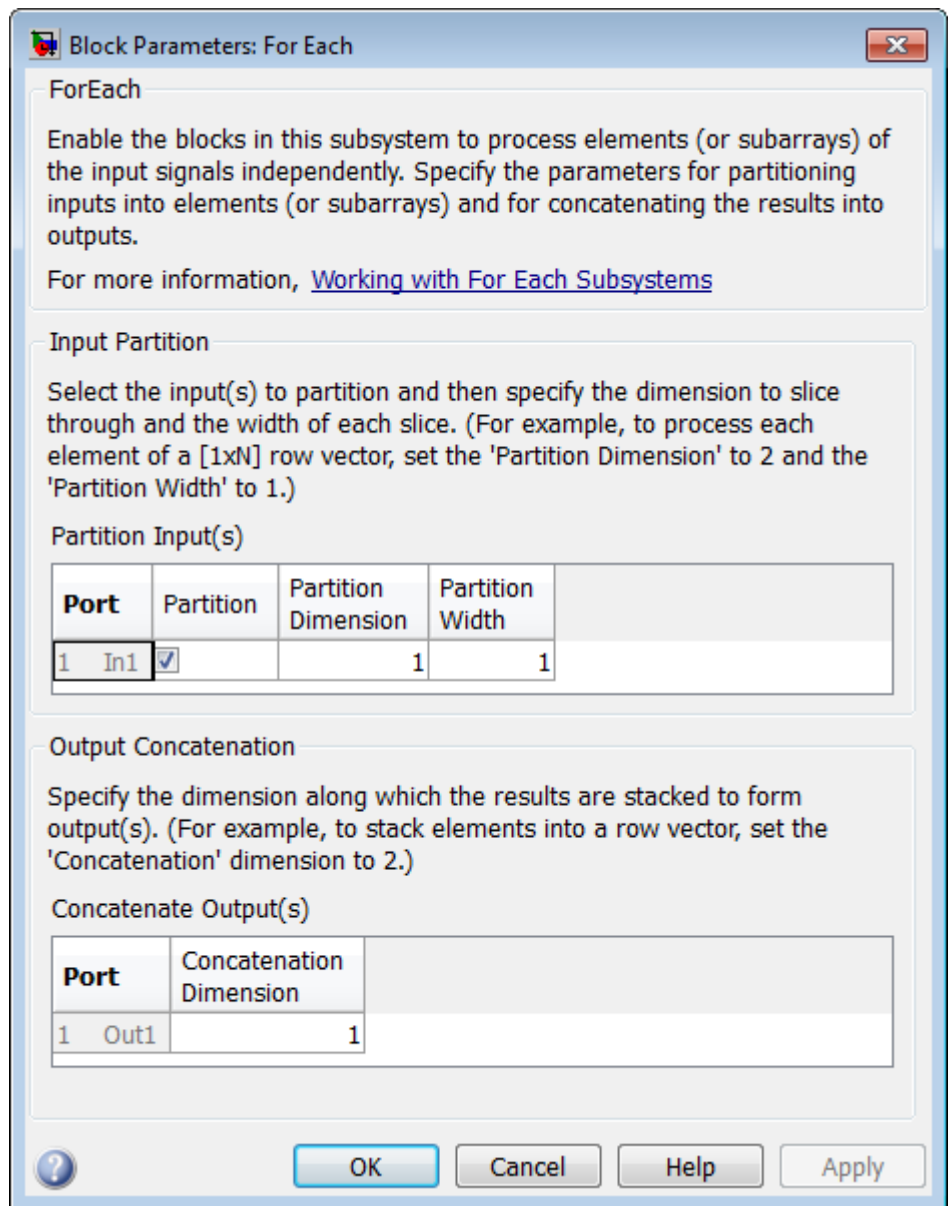 Block Parameters: For Each
ForEach
Enable the blocks in this subsystem to process elements (or subarrays) of
the input signals independently. Specify the parameters for partitioning
inputs into elements (or subarrays) and for concatenating the results into
outputs.
For more information, Working with For Each Subsystems
Input Partition
Select the input(s) to partition and then specify the dimension to slice
through and the width of each slice. (For example, to process each
element of a [1xN] row vector, set the 'Partition Dimension' to 2 and the
'Partition Width' to 1.)
Partition Input(s)
Port Partition Partition Dimension Partition Width
1 In1 1 1
Output Concatenation
Specify the dimension along which the results are stacked to form
output(s). (For example, to stack elements into a row vector, set the
'Concatenation' dimension to 2.)
Concatenate Output(s)
Port Concatenation Dimension
1 Out1 1
? OK Cancel Help Apply